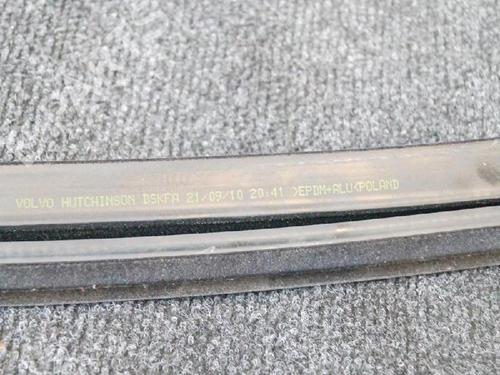 VOLVO HUTCHINSON DSKFA 21/09/10 20:41 >EPDM+ALU<POLAND